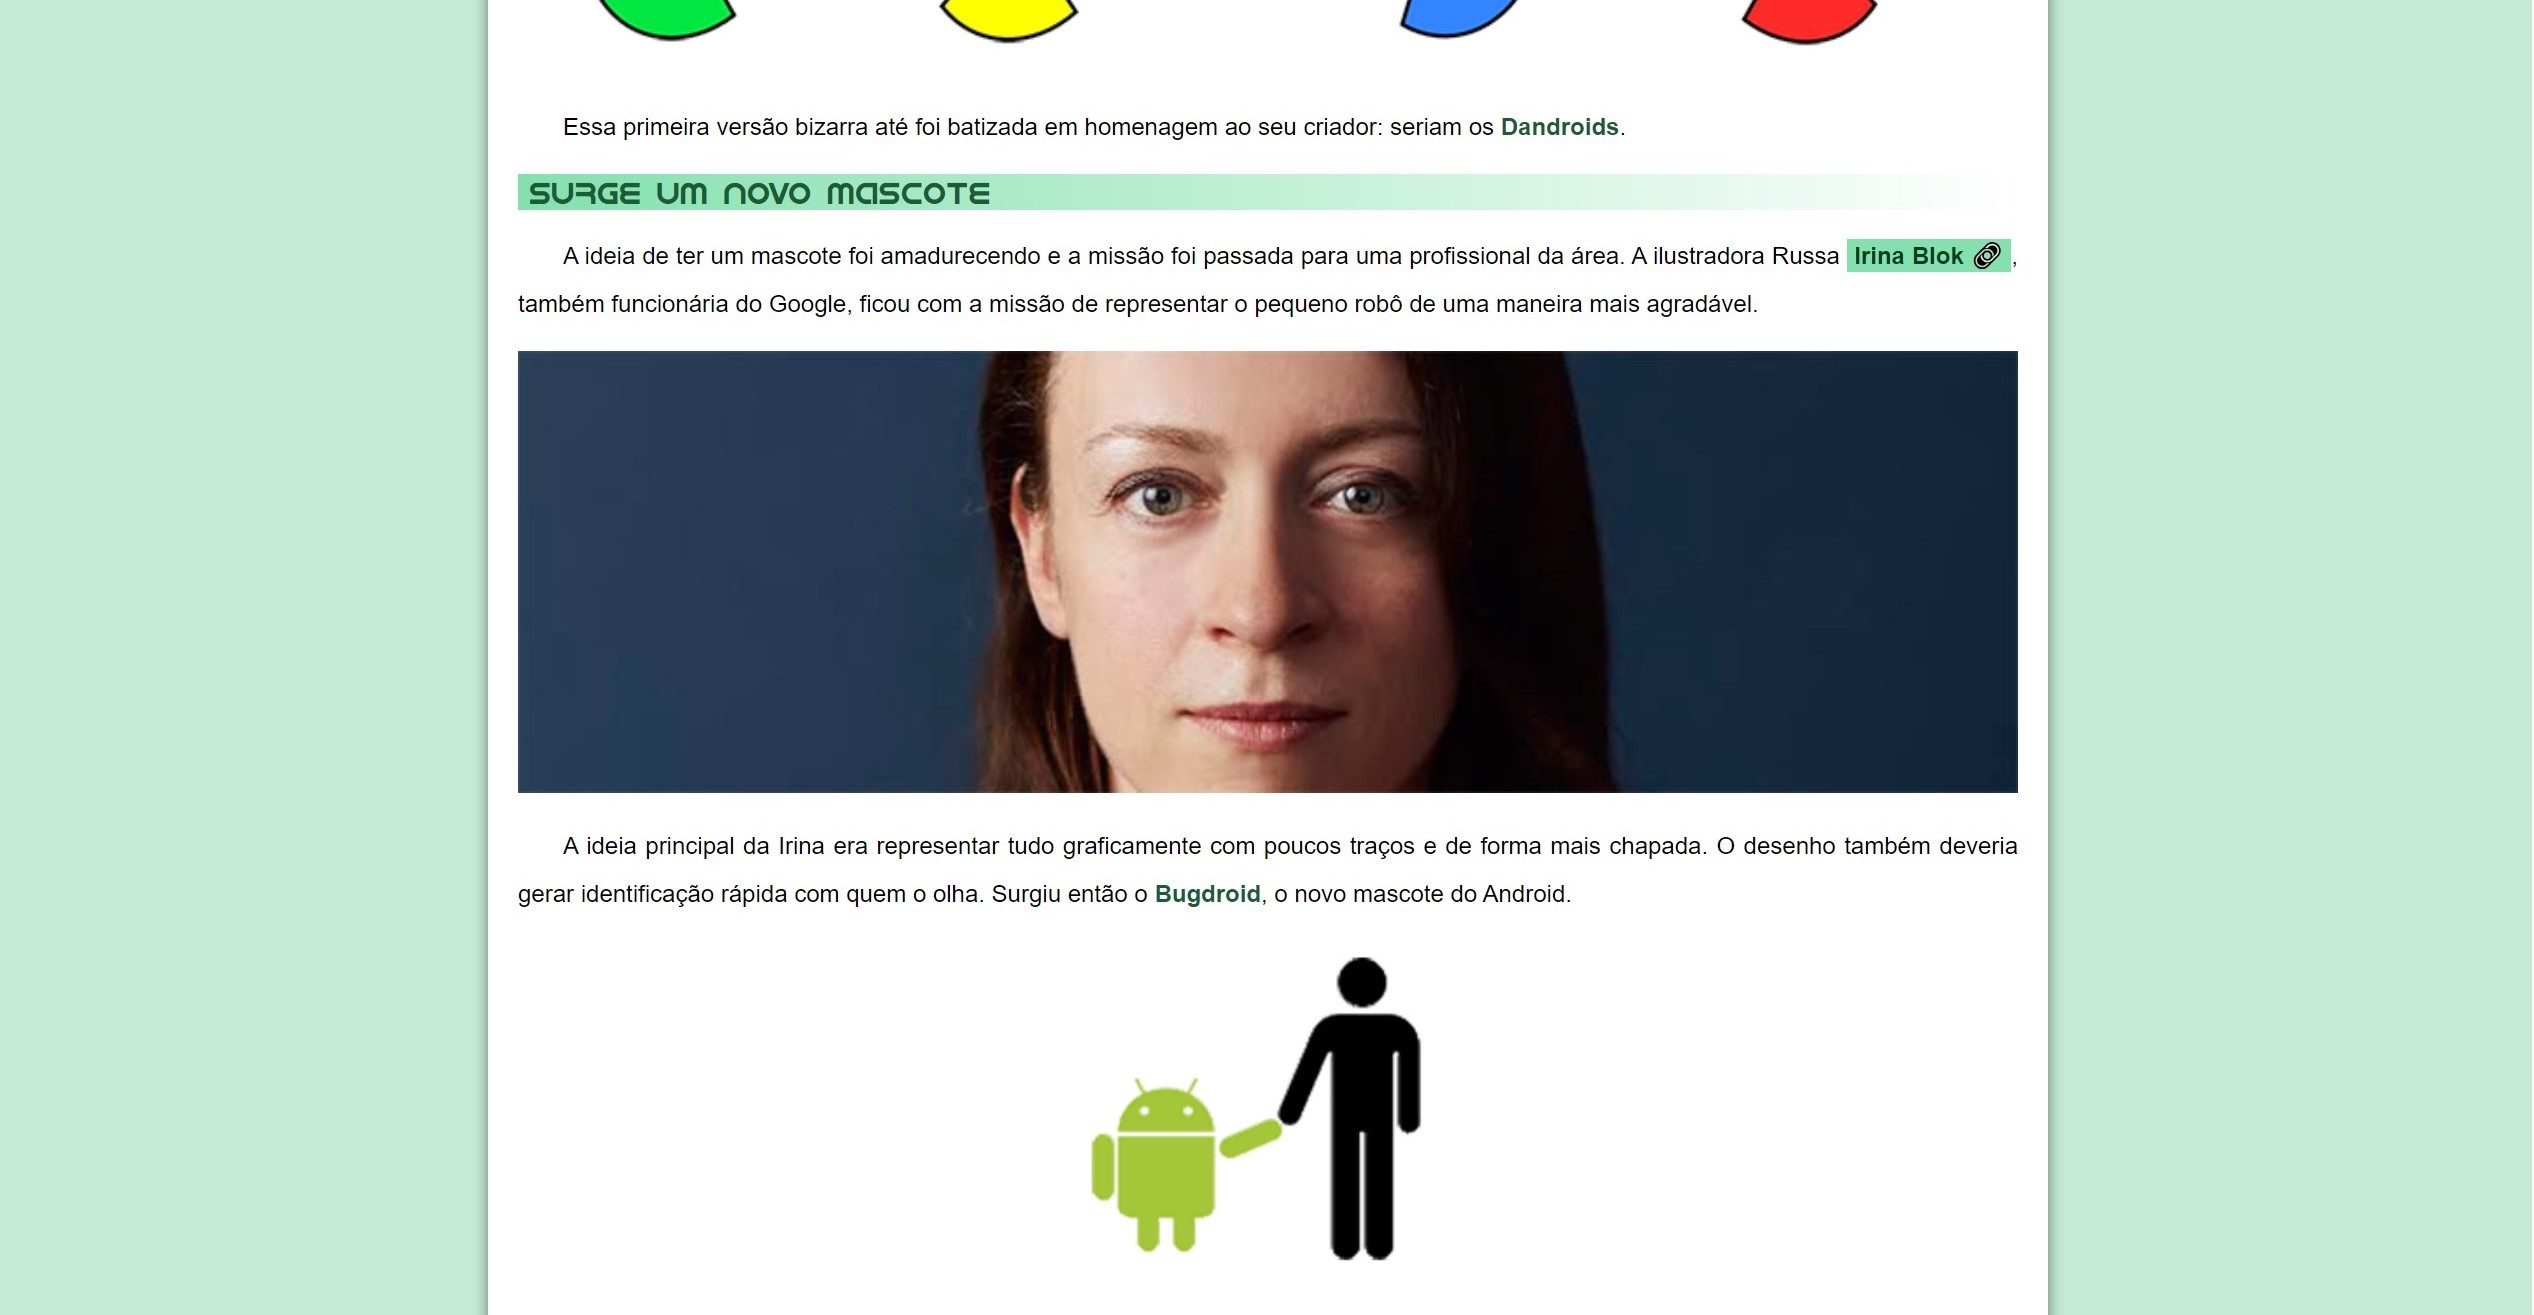 Essa primeira versão bizarra até foi batizada em homenagem ao seu criador: seriam os Dandroids.
SURGE UM NOVO MASCOTE
A ideia de ter um mascote foi amadurecendo e a missão foi passada para uma profissional da área. A ilustradora Russa Irina Blok,
também funcionária do Google, ficou com a missão de representar o pequeno robô de uma maneira mais agradável.
A ideia principal da Irina era representar tudo graficamente com poucos traços e de forma mais chapada. O desenho também deveria
gerar identificação rápida com quem o olha. Surgiu então o Bugdroid, o novo mascote do Android.